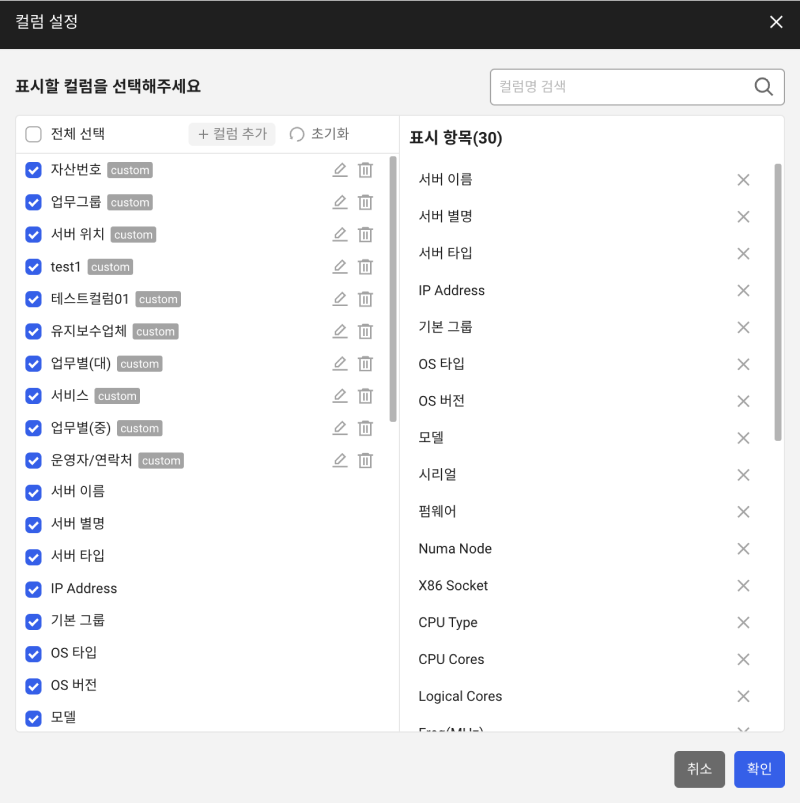 컬럼 설정
표시할 컬럼을 선택해주세요
컬럼명 검색
전체 선택
+ 컬럼 추가
초기화
자산번호 custom
업무그룹 custom
서버 위치 custom
test1 custom
테스트컬럼01 custom
유지보수업체 custom
업무별(대) custom
서비스 custom
업무별(중) custom
운영자/연락처 custom
서버 이름
서버 별명
서버 타입
IP Address
기본 그룹
OS 타입
OS 버전
모델
표시 항목(30)
서버 이름
서버 별명
서버 타입
IP Address
기본 그룹
OS 타입
OS 버전
모델
시리얼
펌웨어
Numa Node
X86 Socket
CPU Type
CPU Cores
Logical Cores
Freq(MHz)
취소
확인